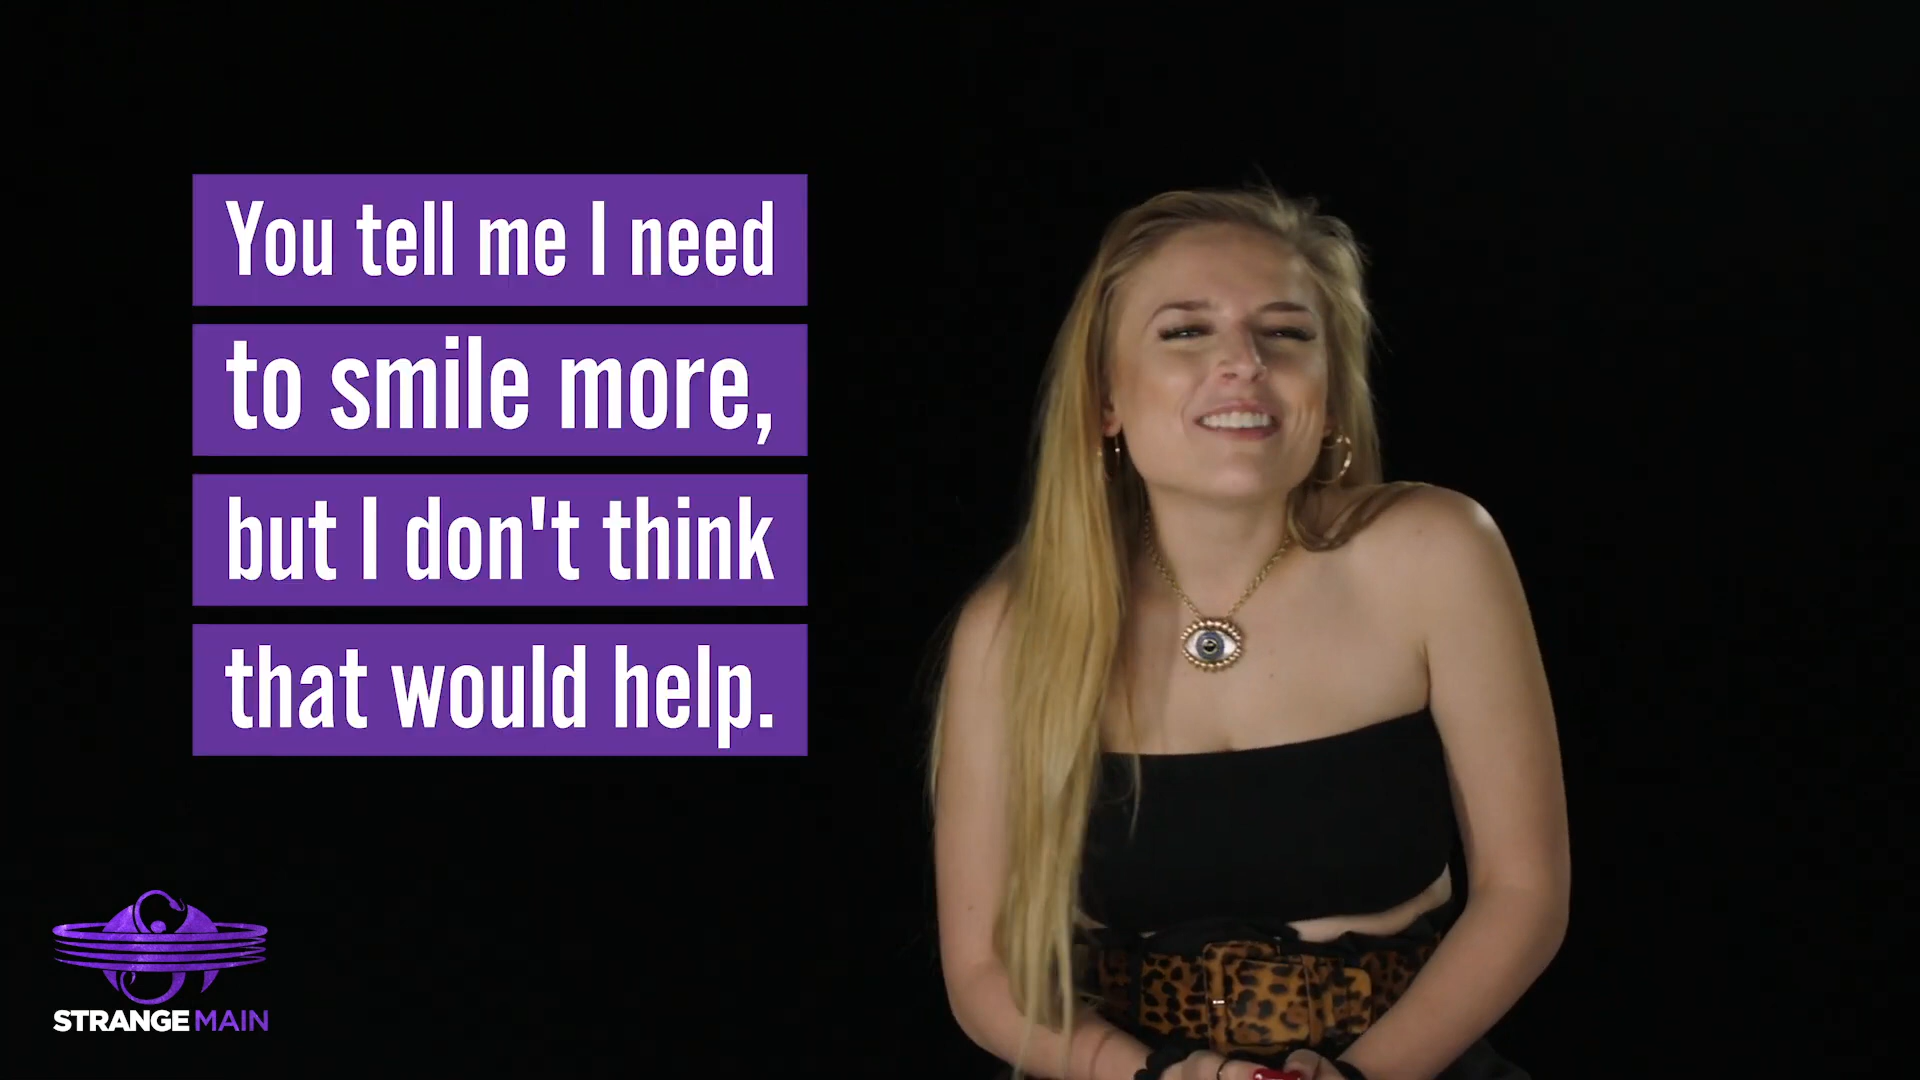 You tell me I need
to smile more,
but I don't think
that would help.
STRANGE MAIN